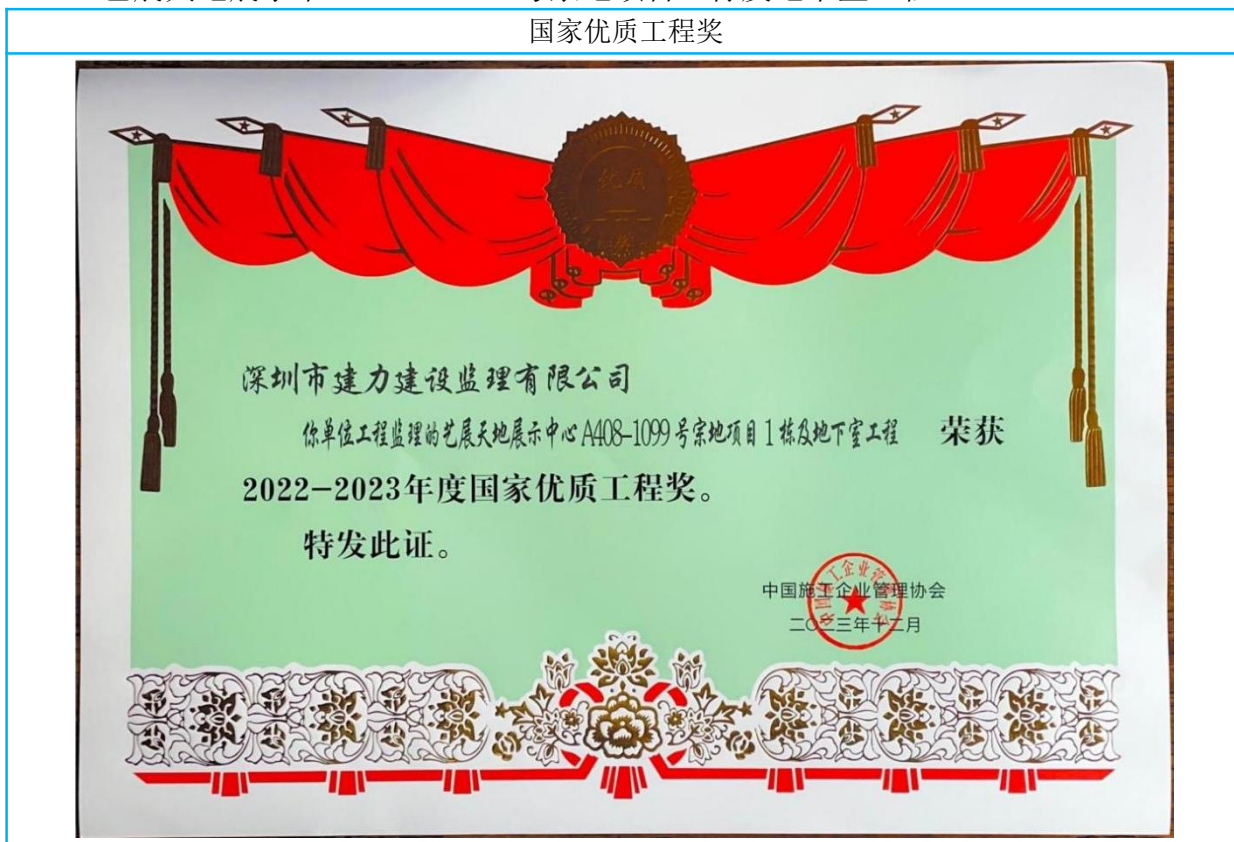 国家优质工程奖
优质
深圳市建力建设监理有限公司
你单位工程监理的艺展天地展示中心A408-1099号宗地项目1栋及地下室工程 荣获
2022-2023年度国家优质工程奖。
特发此证。
中国施工企业管理协会
二〇二三年十二月